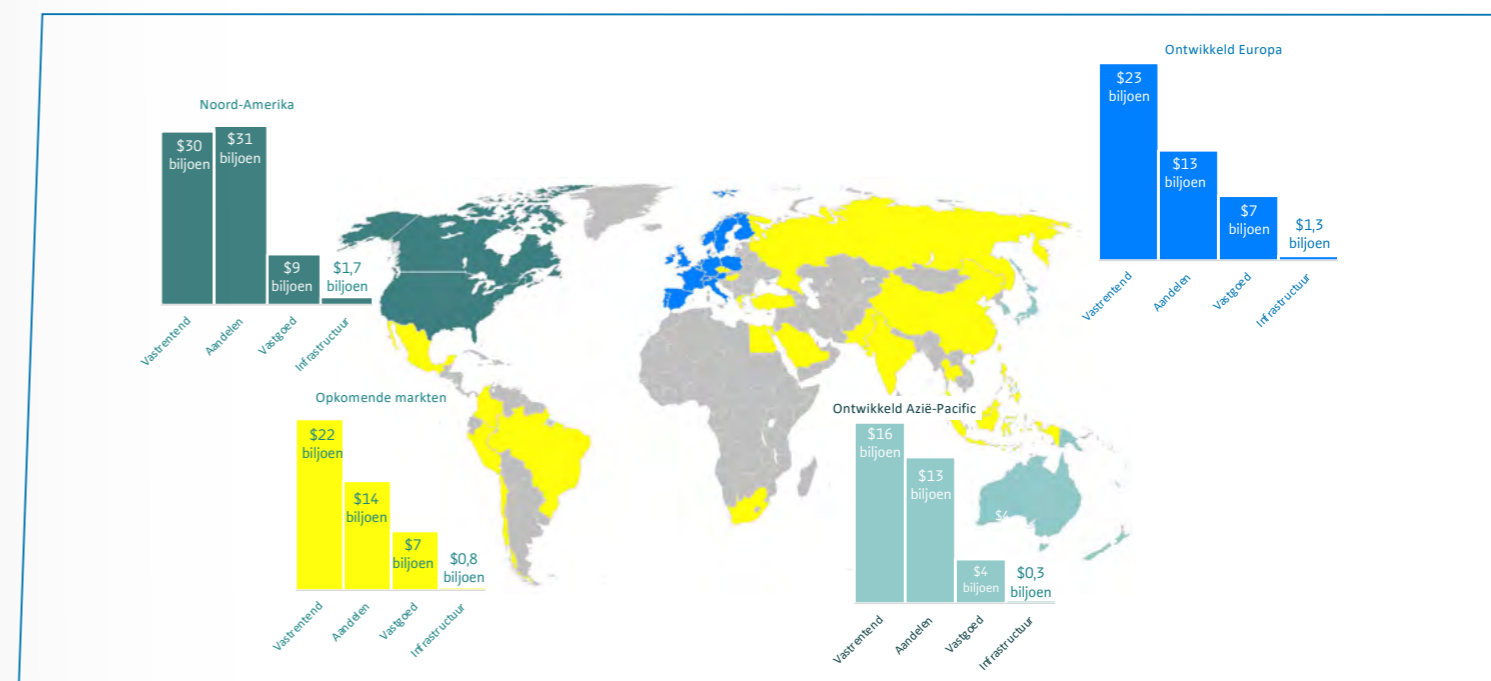 Noord-Amerika
$30
biljoen
$31
biljoen
$9
biljoen
$1,7
biljoen
Vastrentend
Aandelen
Vastgoed
Infrastructuur
Ontwikkeld Europa
$23
biljoen
$13
biljoen
$7
biljoen
$1,3
biljoen
Vastrentend
Aandelen
Vastgoed
Infrastructuur
Opkomende markten
$22
biljoen
$14
biljoen
$7
biljoen
$0,8
biljoen
Vastrentend
Aandelen
Vastgoed
Infrastructuur
Ontwikkeld Azië-Pacific
$16
biljoen
$13
biljoen
$4
biljoen
$0,3
biljoen
Vastrentend
Aandelen
Vastgoed
Infrastructuur
$4